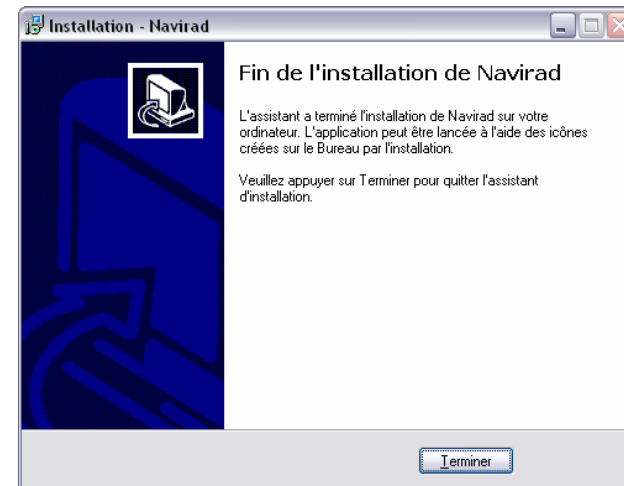 Installation - Navirad
Fin de l'installation de Navirad
L'assistant a terminé l'installation de Navirad sur votre
ordinateur. L'application peut être lancée à l'aide des icônes
créées sur le Bureau par l'installation.
Veuillez appuyer sur Terminer pour quitter l'assistant
d'installation.
Terminer